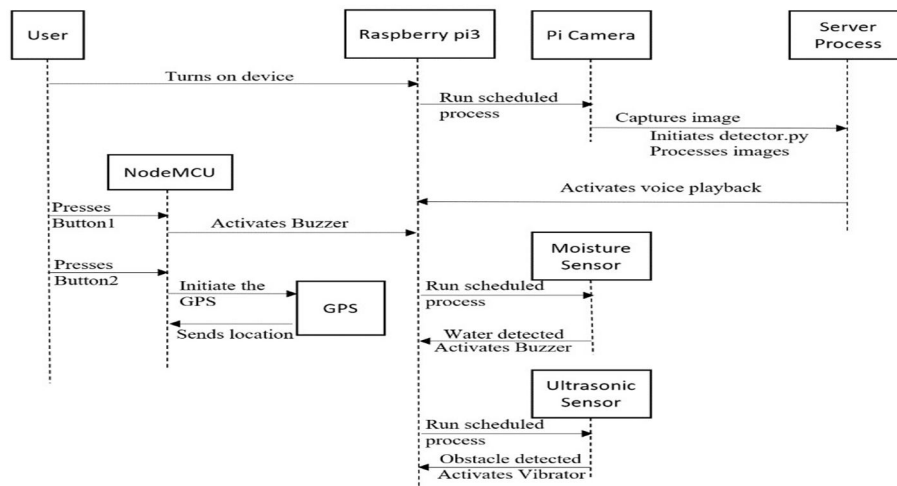 User
Raspberry pi3
Pi Camera
Server
Process
Turns on device
Run scheduled
process
Captures image
Initiates detector.py
Processes images
NodeMCU
Activates voice playback
Presses
Button1
Activates Buzzer
Moisture
Sensor
Presses
Button2
Initiate the
GPS
GPS
Run scheduled
process
Sends location
Water detected
Activates Buzzer
Ultrasonic
Sensor
Run scheduled
process
Obstacle detected
Activates Vibrator